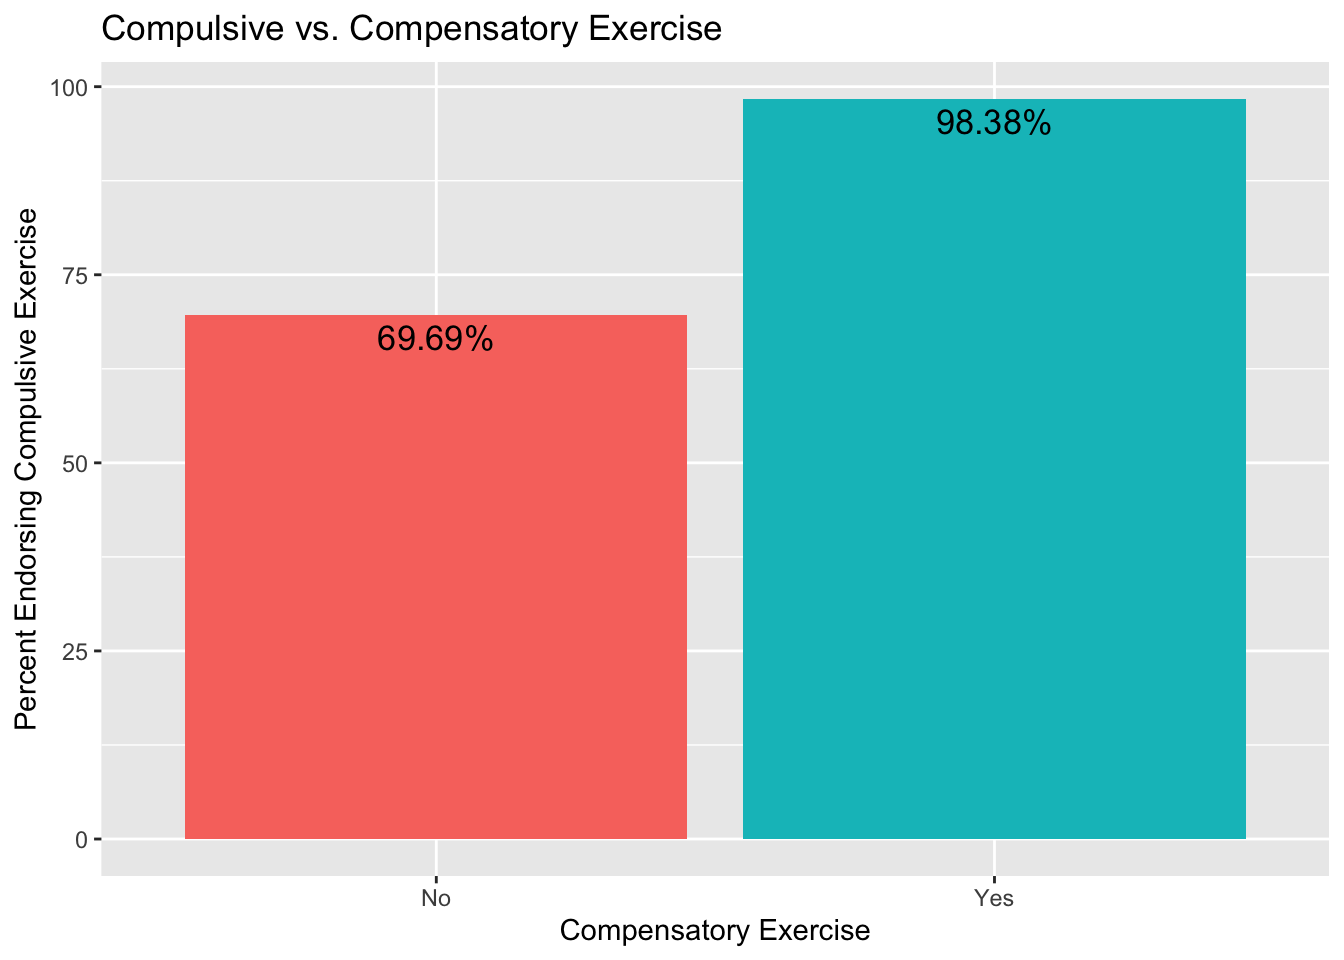 Compulsive vs. Compensatory Exercise
Percent Endorsing Compulsive Exercise
100
75
50
25
0
69.69%
98.38%
No
Yes
Compensatory Exercise